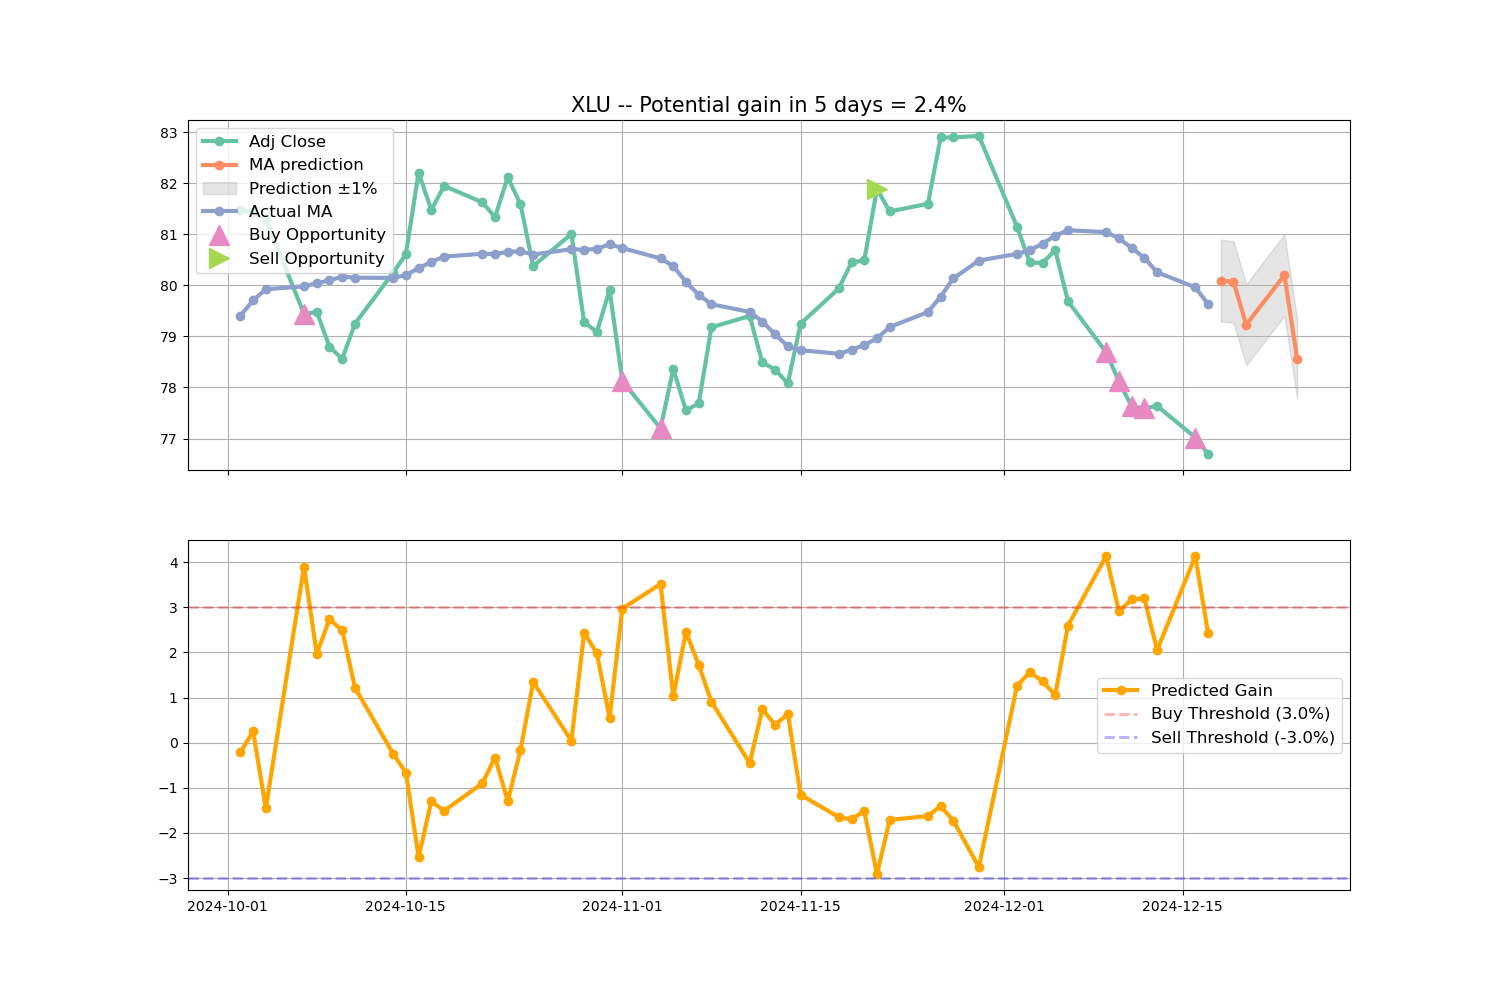 XLU -- Potential gain in 5 days = 2.4%
83
82
81
80
79
78
77
Adj Close
MA prediction
Prediction ±1%
Actual MA
Buy Opportunity
Sell Opportunity
4
3
2
1
0
−1
−2
−3
Predicted Gain
Buy Threshold (3.0%)
Sell Threshold (-3.0%)
2024-10-01
2024-10-15
2024-11-01
2024-11-15
2024-12-01
2024-12-15